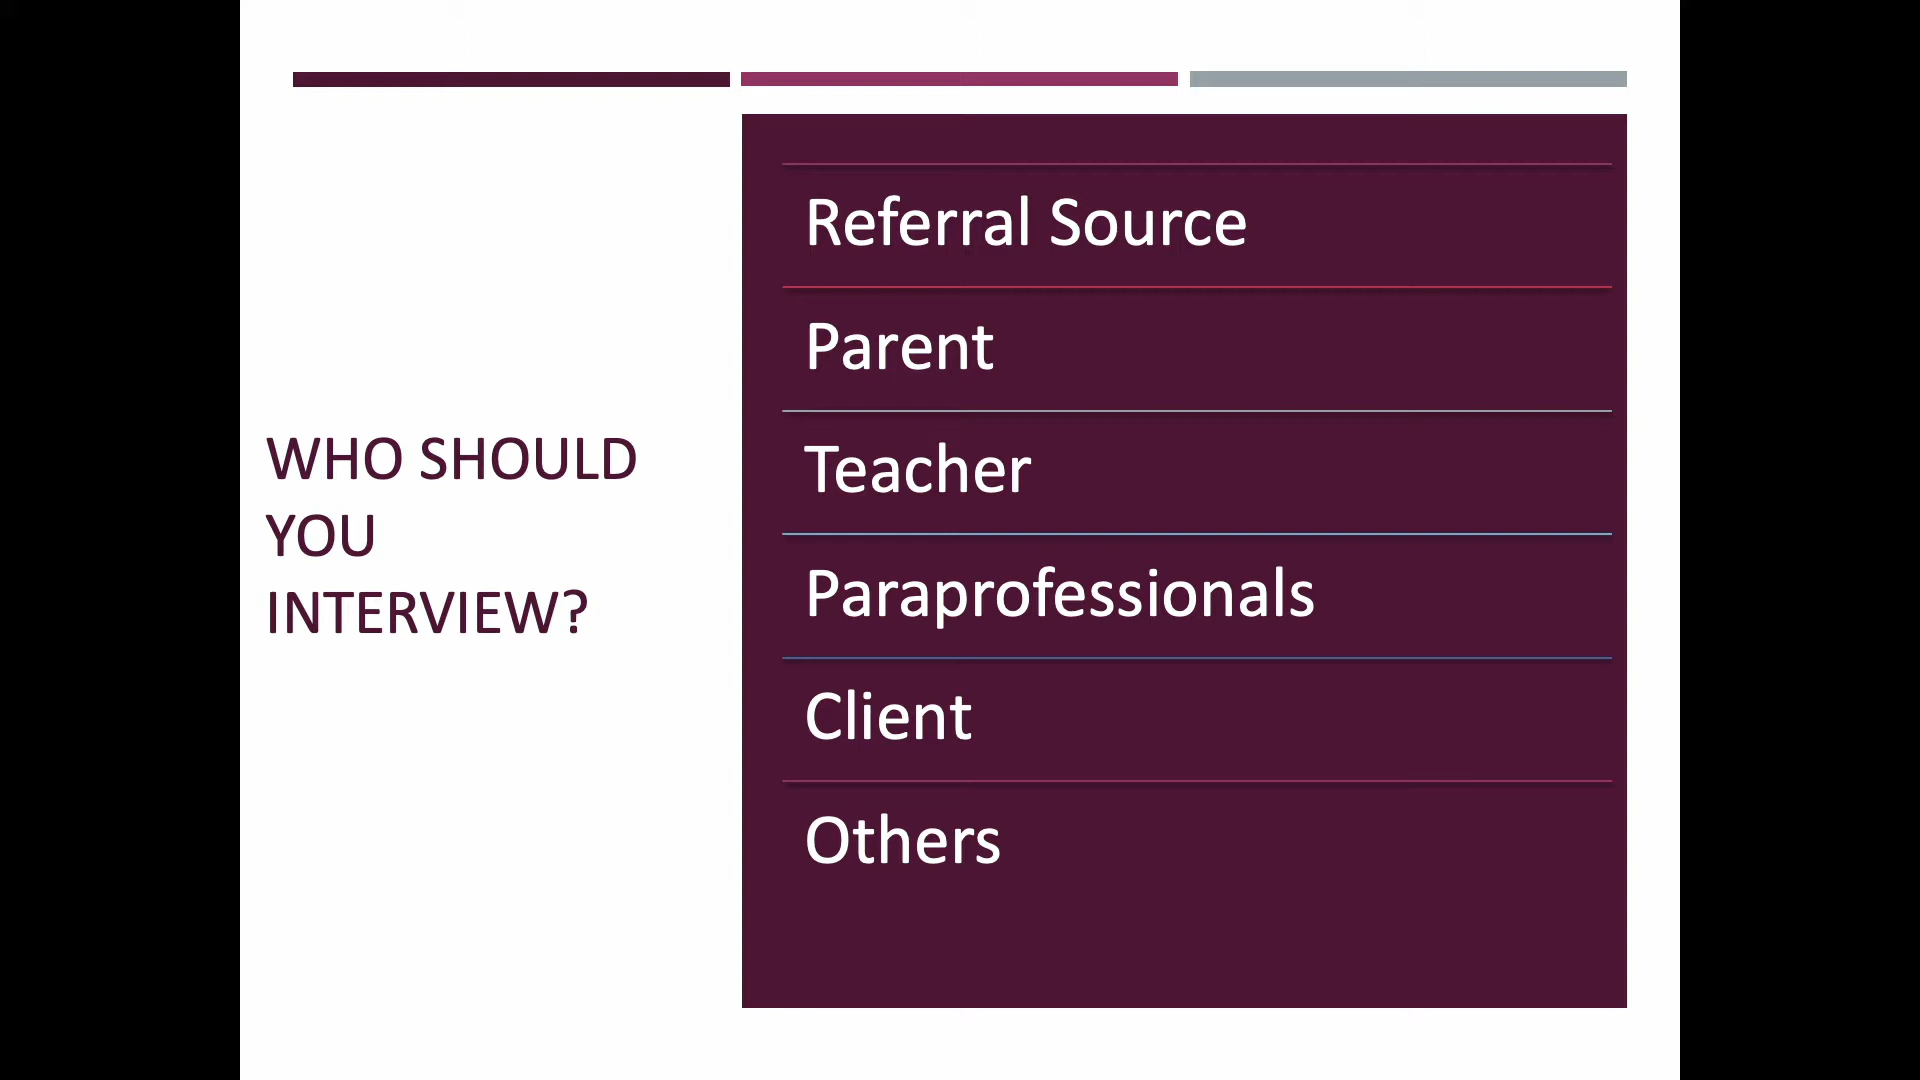 WHO SHOULD
YOU
INTERVIEW?
Referral Source
Parent
Teacher
Paraprofessionals
Client
Others